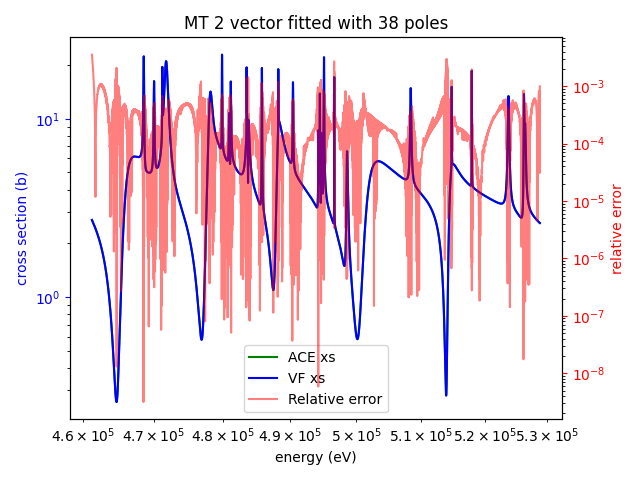 MT 2 vector fitted with 38 poles
cross section (b)
10¹
10⁰
10⁻³
10⁻⁴
10⁻⁵
10⁻⁶
10⁻⁷
10⁻⁸
relative error
ACE xs
VF xs
Relative error
4.6 × 10⁵ 4.7 × 10⁵ 4.8 × 10⁵ 4.9 × 10⁵ 5 × 10⁵ 5.1 × 10⁵ 5.2 × 10⁵ 5.3 × 10⁵
energy (eV)